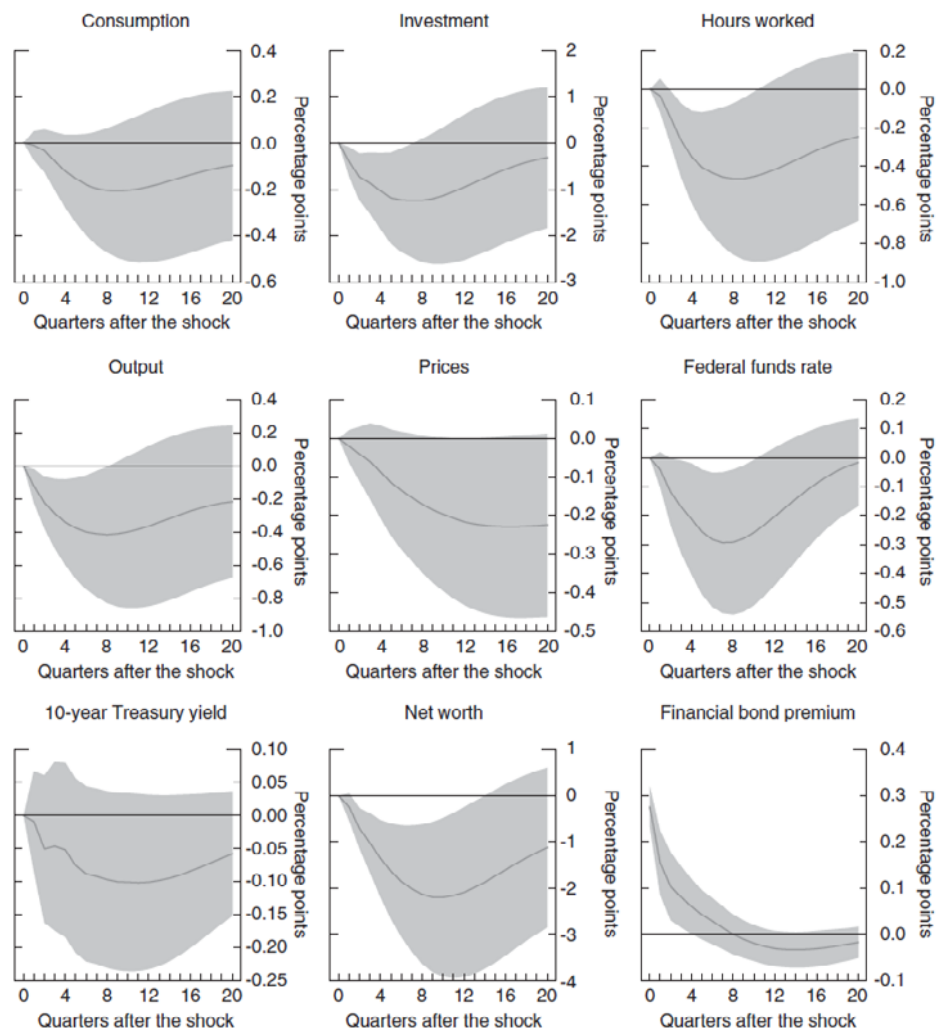 Consumption
0.4
0.2
0.0
-0.2
-0.4
-0.6
Percentage points
0 4 8 12 16 20
Quarters after the shock
Investment
2
1
0
-1
-2
-3
Percentage points
0 4 8 12 16 20
Quarters after the shock
Hours worked
0.2
0.0
-0.2
-0.4
-0.6
-0.8
-1.0
Percentage points
0 4 8 12 16 20
Quarters after the shock
Output
0.4
0.2
0.0
-0.2
-0.4
-0.6
-0.8
-1.0
Percentage points
0 4 8 12 16 20
Quarters after the shock
Prices
0.1
0.0
-0.1
-0.2
-0.3
-0.4
-0.5
Percentage points
0 4 8 12 16 20
Quarters after the shock
Federal funds rate
0.2
0.1
0.0
-0.1
-0.2
-0.3
-0.4
-0.5
-0.6
Percentage points
0 4 8 12 16 20
Quarters after the shock
10-year Treasury yield
0.10
0.05
0.00
-0.05
-0.10
-0.15
-0.20
0.25
Percentage points
0 4 8 12 16 20
Quarters after the shock
Net worth
1
0
-1
-2
-3
-4
Percentage points
0 4 8 12 16 20
Quarters after the shock
Financial bond premium
0.4
0.3
0.2
0.1
0.0
-0.1
Percentage points
0 4 8 12 16 20
Quarters after the shock